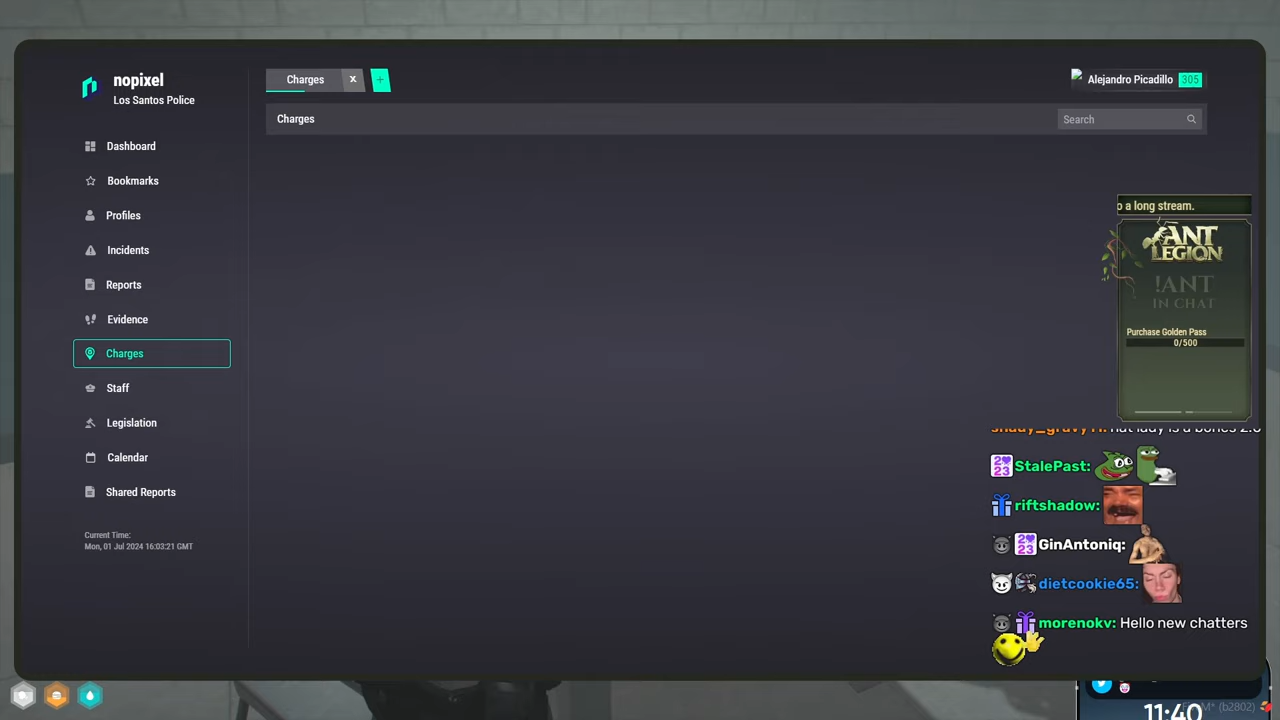 nopixel
Los Santos Police
Charges
x
+
Alejandro Picadillo 305
Charges
Search
Dashboard
Bookmarks
Profiles
Incidents
Reports
Evidence
Charges
Staff
Legislation
Calendar
Shared Reports
Current Time:
Mon, 01 Jul 2024 16:03:21 GMT
o a long stream.
ANT
LEGION
!ANT
IN CHAT
Purchase Golden Pass
0/500
StalePast:
riftshadow:
GinAntoniq:
dietcookie65:
morenokv: Hello new chatters
11:40
(b2802)